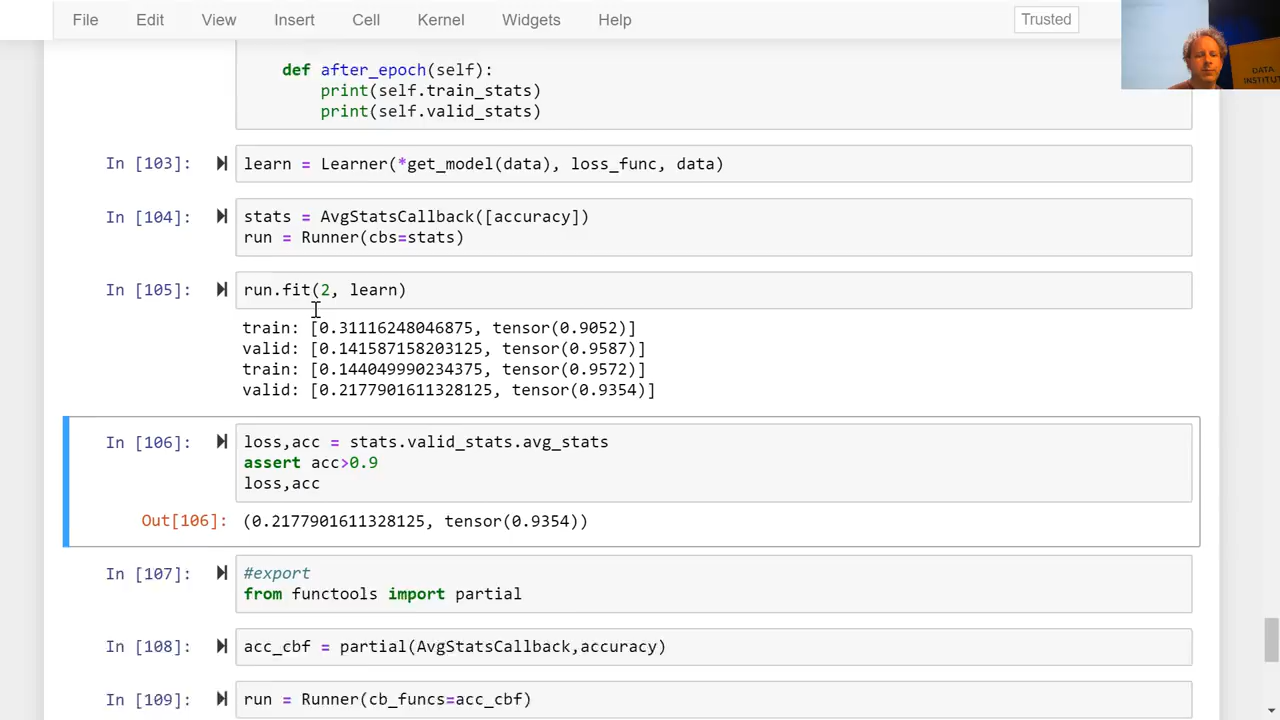 File Edit View Insert Cell Kernel Widgets Help Trusted
DATA
INSTITUT
def after_epoch(self):
print(self.train_stats)
print(self.valid_stats)
In [103]: learn = Learner(*get_model(data), loss_func, data)
In [104]: stats = AvgStatsCallback([accuracy])
run = Runner(cbs=stats)
In [105]: run.fit(2, learn)
train: [0.31116248046875, tensor(0.9052)]
valid: [0.141587158203125, tensor(0.9587)]
train: [0.144049990234375, tensor(0.9572)]
valid: [0.2177901611328125, tensor(0.9354)]
In [106]: loss,acc = stats.valid_stats.avg_stats
assert acc>0.9
loss,acc
Out[106]: (0.2177901611328125, tensor(0.9354))
In [107]: #export
from functools import partial
In [108]: acc_cbf = partial(AvgStatsCallback,accuracy)
In [109]: run = Runner(cb_funcs=acc_cbf)